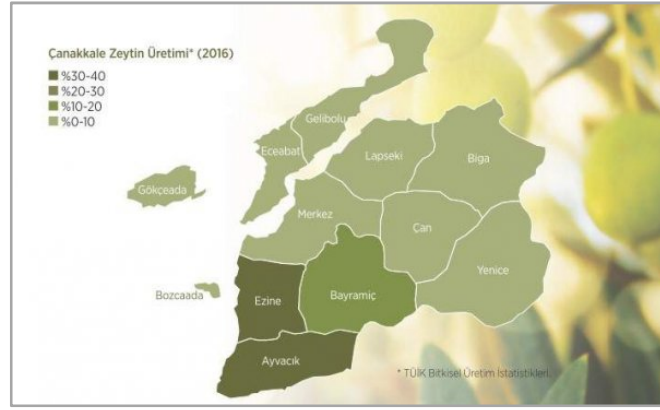 Çanakkale Zeytin Üretimi* (2016)
%30-40
%20-30
%10-20
%0-10
Gelibolu
Eceabat
Lapseki
Biga
Gökçeada
Merkez
Çan
Yenice
Bozcaada
Ezine
Bayramiç
Ayvacık
* TÜİK Bitkisel Üretim İstatistikleri.